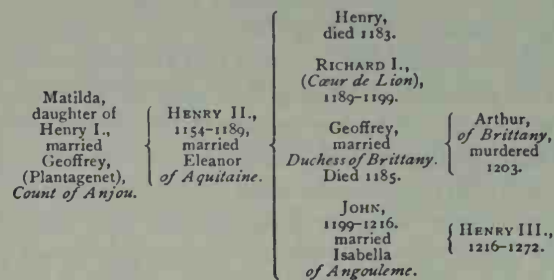 Matilda,
daughter of
Henry I.,
married
Geoffrey,
(Plantagenet),
Count of Anjou.
HENRY II.,
1154-1189,
married
Eleanor
of Aquitaine.
Henry,
died 1183.
RICHARD I.,
(Cœur de Lion),
1189-1199.
Geoffrey,
married
Duchess of Brittany.
Died 1185.
Arthur,
of Brittany,
murdered
1203.
JOHN,
1199-1216.
married
Isabella
of Angouleme.
HENRY III.,
1216-1272.